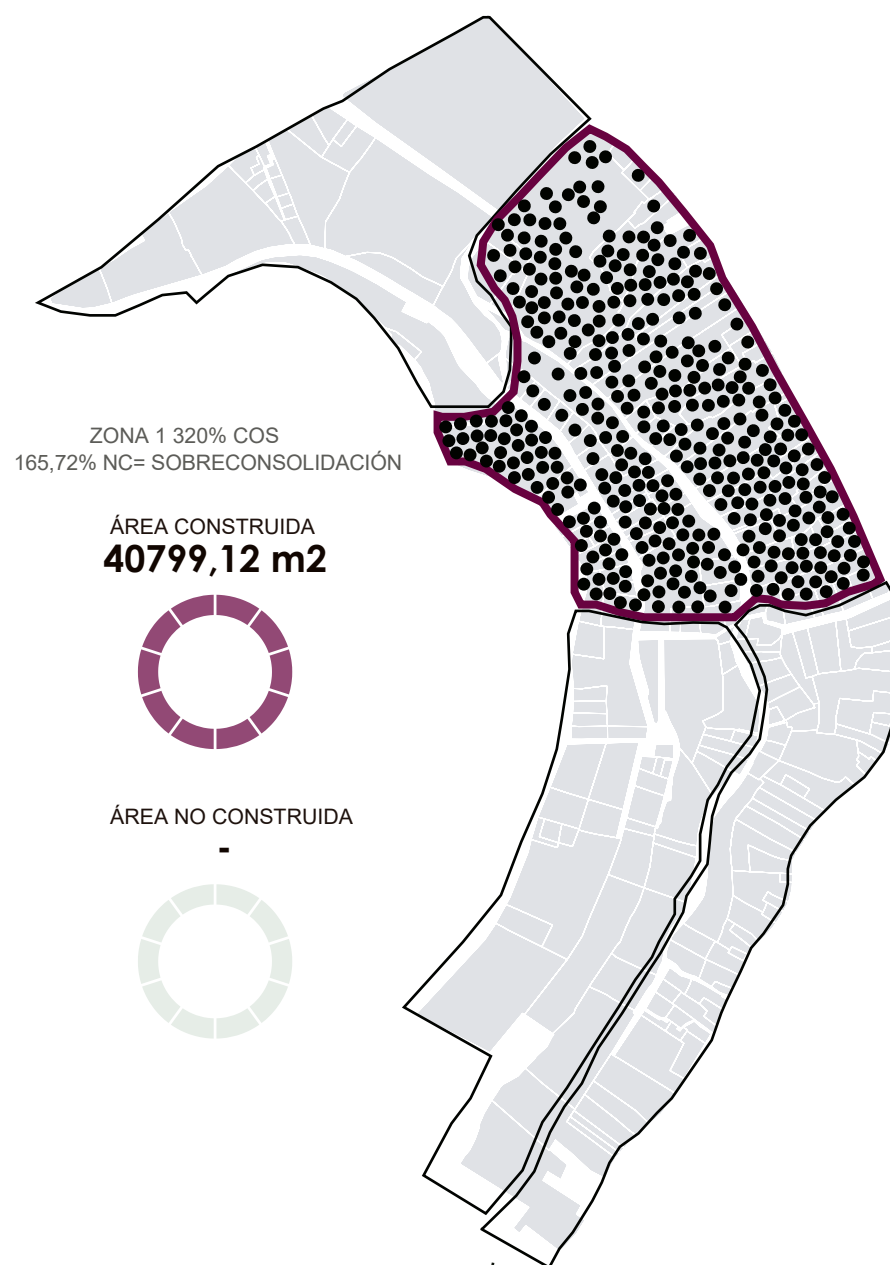 ZONA 1 320% COS
165,72% NC= SOBRECONSOLIDACIÓN
ÁREA CONSTRUIDA
40799,12 m2
ÁREA NO CONSTRUIDA
-